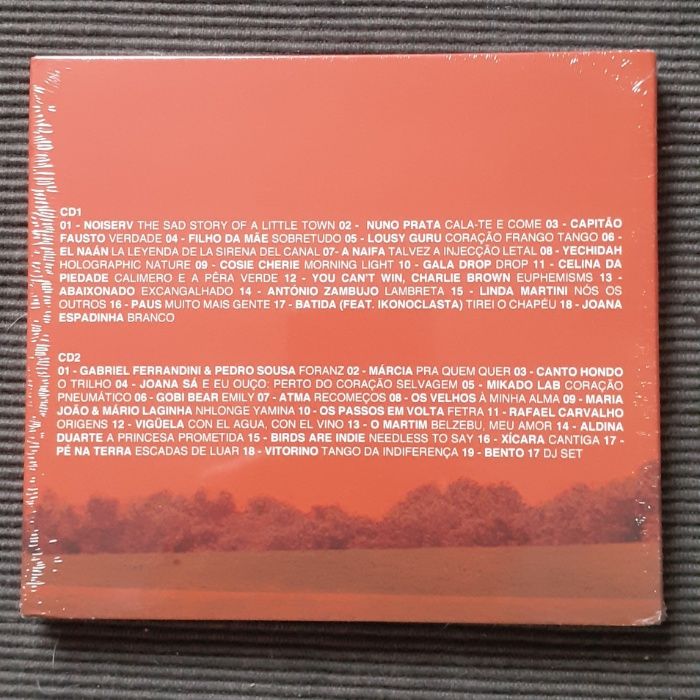 CD1
01 - NOISERV THE SAD STORY OF A LITTLE TOWN 02 - NUNO PRATA CALA-TE E COME 03 - CAPITÃO
FAUSTO VERDADE 04 - FILHO DA MÃE SOBRETUDO 05 - LOUSY GURU CORAÇÃO FRANGO TANGO 06 -
EL NAÁN LA LEYENDA DE LA SIRENA DEL CANAL 07 - A NAIFA TALVEZ A INJECÇÃO LETAL 08 - YECHIDAH
HOLOGRAPHIC NATURE 09 - COSIE CHERIE MORNING LIGHT 10 - GALA DROP DROP 11 - CELINA DA
PIEDADE CALIMERO E A PÊRA VERDE 12 - YOU CAN'T WIN, CHARLIE BROWN EUPHEMISMS 13 -
ABAIXONADO EXCANGALHADO 14 - ANTÓNIO ZAMBUJO LAMBRETA 15 - LINDA MARTINI NÓS OS
OUTROS 16 - PAUS MUITO MAIS GENTE 17 - BATIDA (FEAT. IKONOCLASTA) TIREI O CHAPÉU 18 - JOANA
ESPADINHA BRANCO
CD2
01 - GABRIEL FERRANDINI & PEDRO SOUSA FORANZ 02 - MÁRCIA PRA QUEM QUER 03 - CANTO HONDO
O TRILHO 04 - JOANA SÁ E EU OUÇO: PERTO DO CORAÇÃO SELVAGEM 05 - MIKADO LAB CORAÇÃO
PNEUMÁTICO 06 - GOBI BEAR EMILY 07 - ATMA RECOMEÇOS 08 - OS VELHOS À MINHA ALMA 09 - MARIA
JOÃO & MÁRIO LAGINHA NHLONGE YAMINA 10 - OS PASSOS EM VOLTA FETRA 11 - RAFAEL CARVALHO
ORIGENS 12 - VIGÜELA CON EL AGUA, CON EL VINO 13 - O MARTIM BELZEBU, MEU AMOR 14 - ALDINA
DUARTE A PRINCESA PROMETIDA 15 - BIRDS ARE INDIE NEEDLESS TO SAY 16 - XÍCARA CANTIGA 17 -
PÉ NA TERRA ESCADAS DE LUAR 18 - VITORINO TANGO DA INDIFERENÇA 19 - BENTO 17 DJ SET